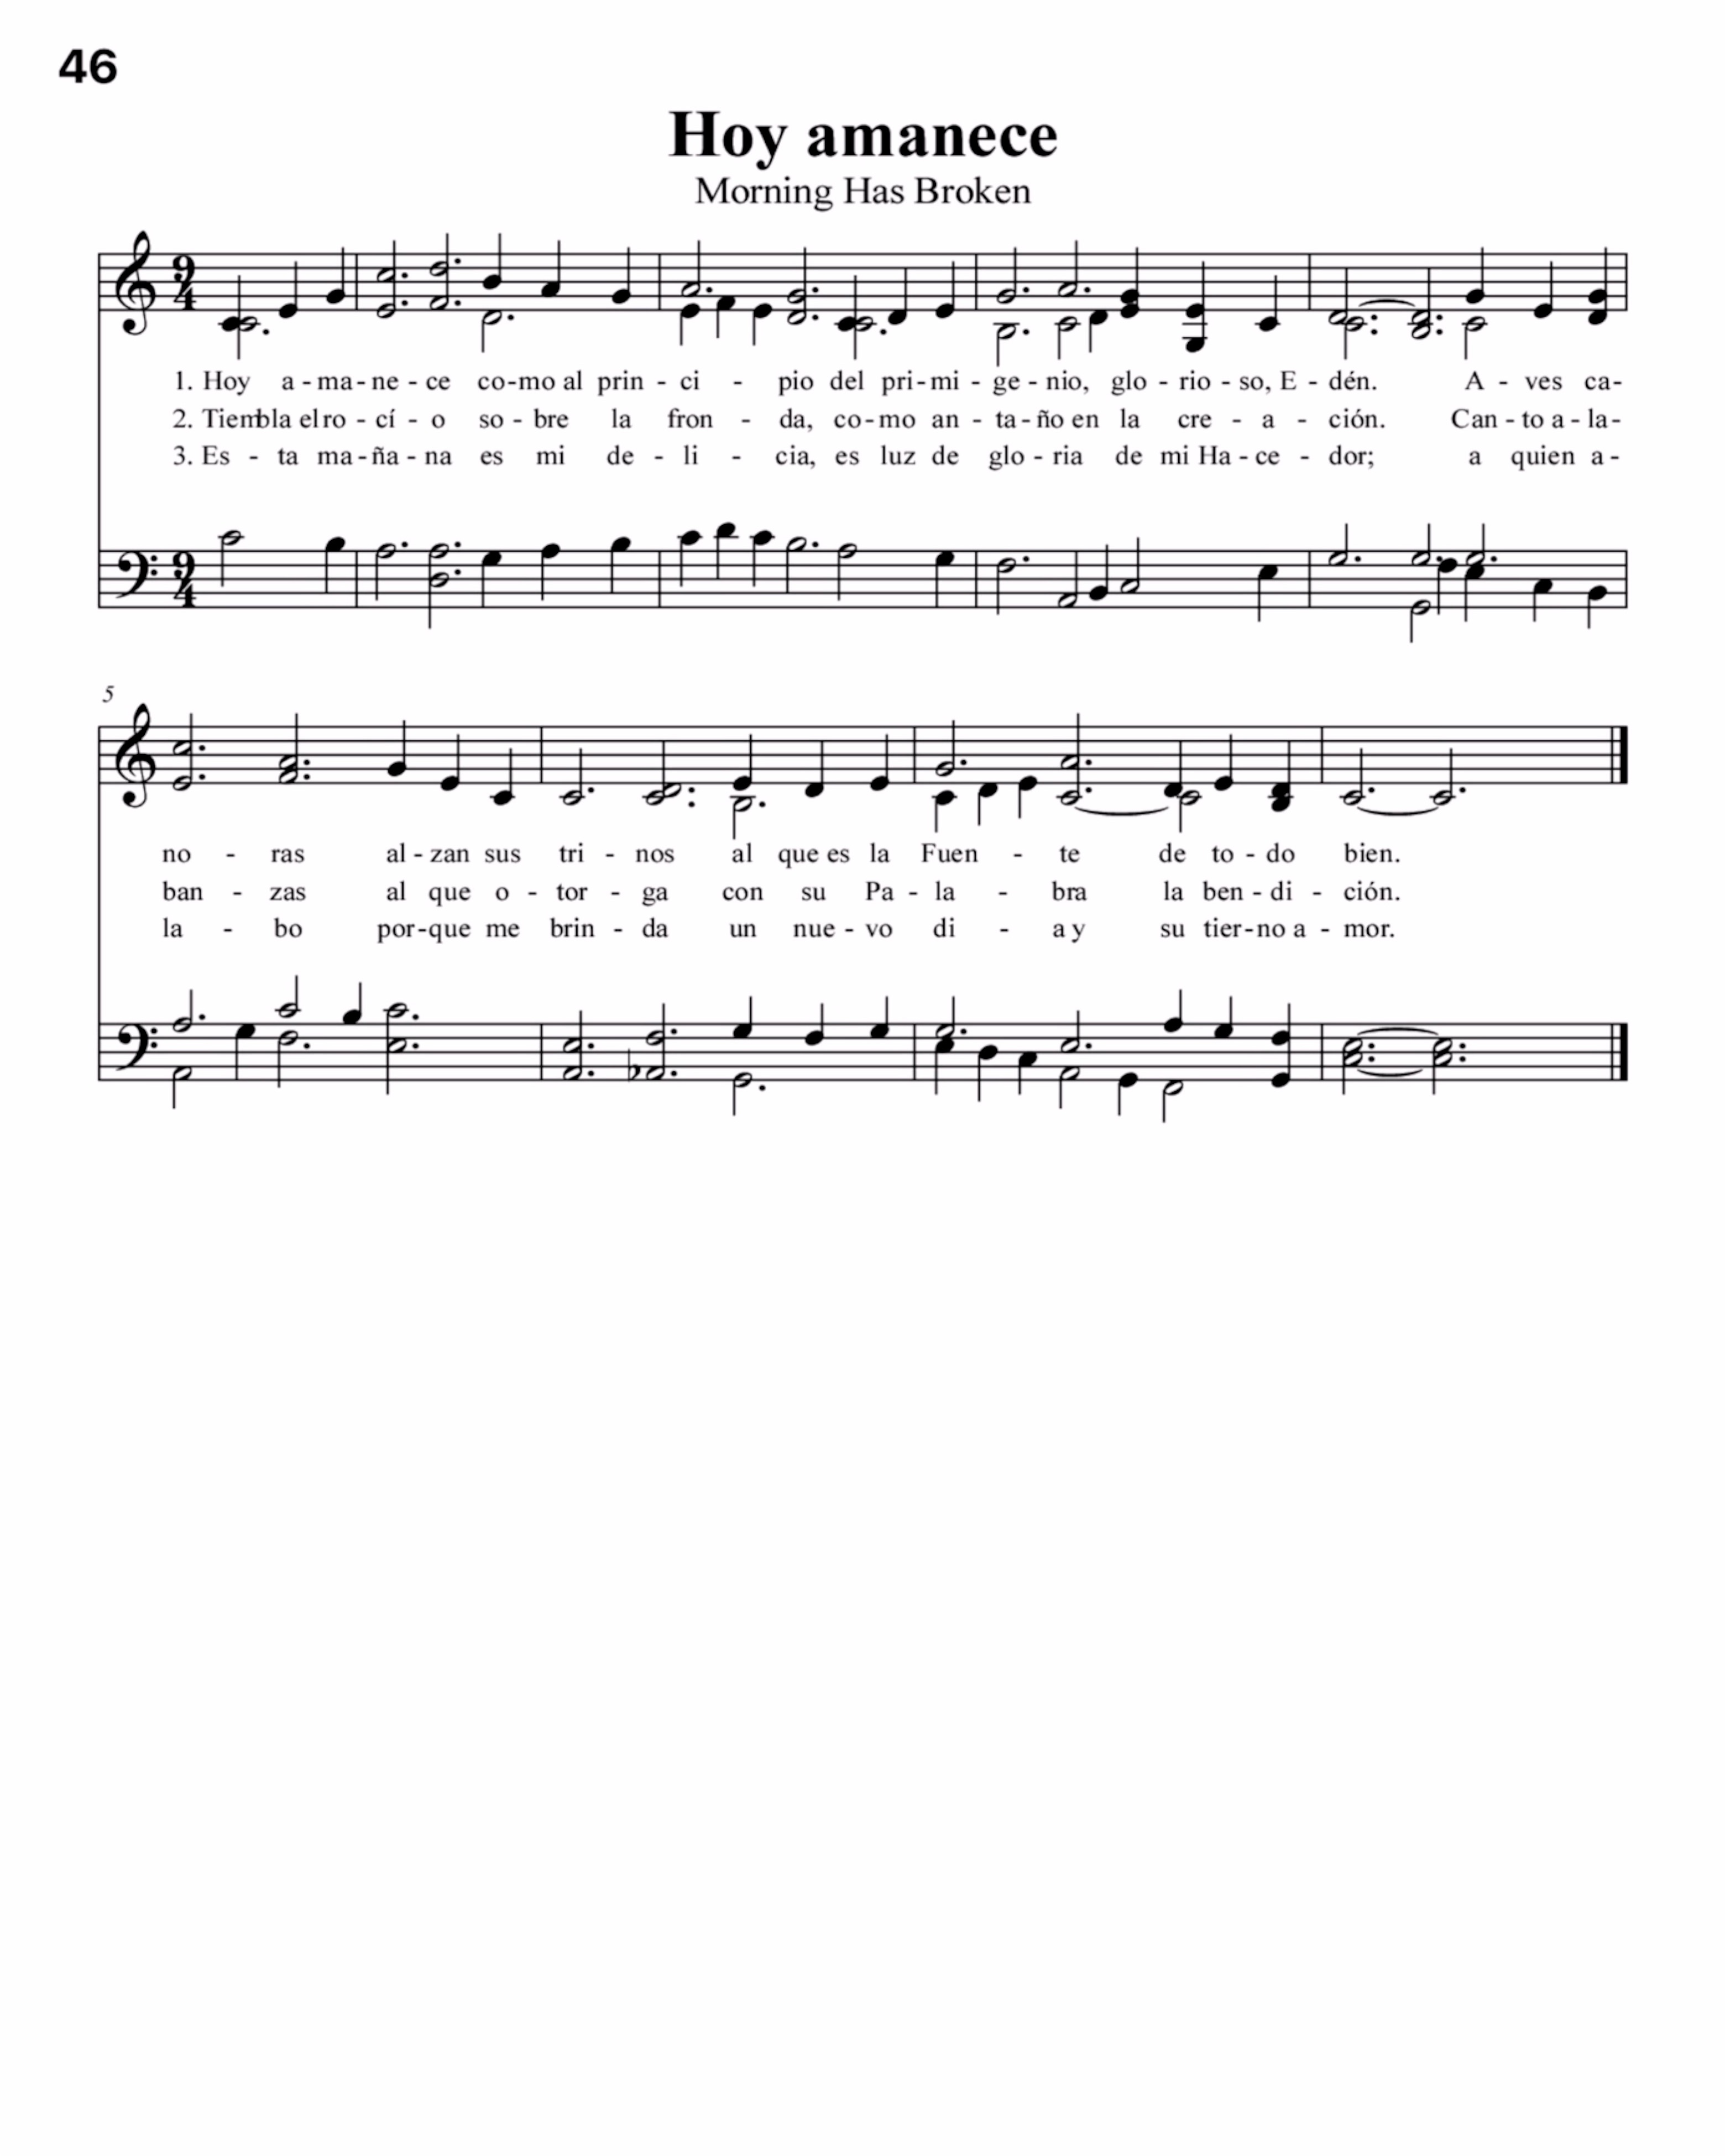 46
Hoy amanece
Morning Has Broken
9 4
1. Hoy a - ma - ne - ce co - mo al prin - ci - pio del pri - mi - ge - nio, glo - rio - so, E - dén. A - ves ca-
2. Tiembla el ro - cí - o so - bre la fron - da, co - mo an - ta - ño en la cre - a - ción. Can - to a - la-
3. Es - ta ma - ña - na es mi de - li - cia, es luz de glo - ria de mi Ha - ce - dor; a quien a -
9 4
5
no - ras al - zan sus tri - nos al que es la Fuen - te de to - do bien.
ban - zas al que o - tor - ga con su Pa - la - bra la ben - di - ción.
la - bo por - que me brin - da un nue - vo di - a y su tier - no a - mor.